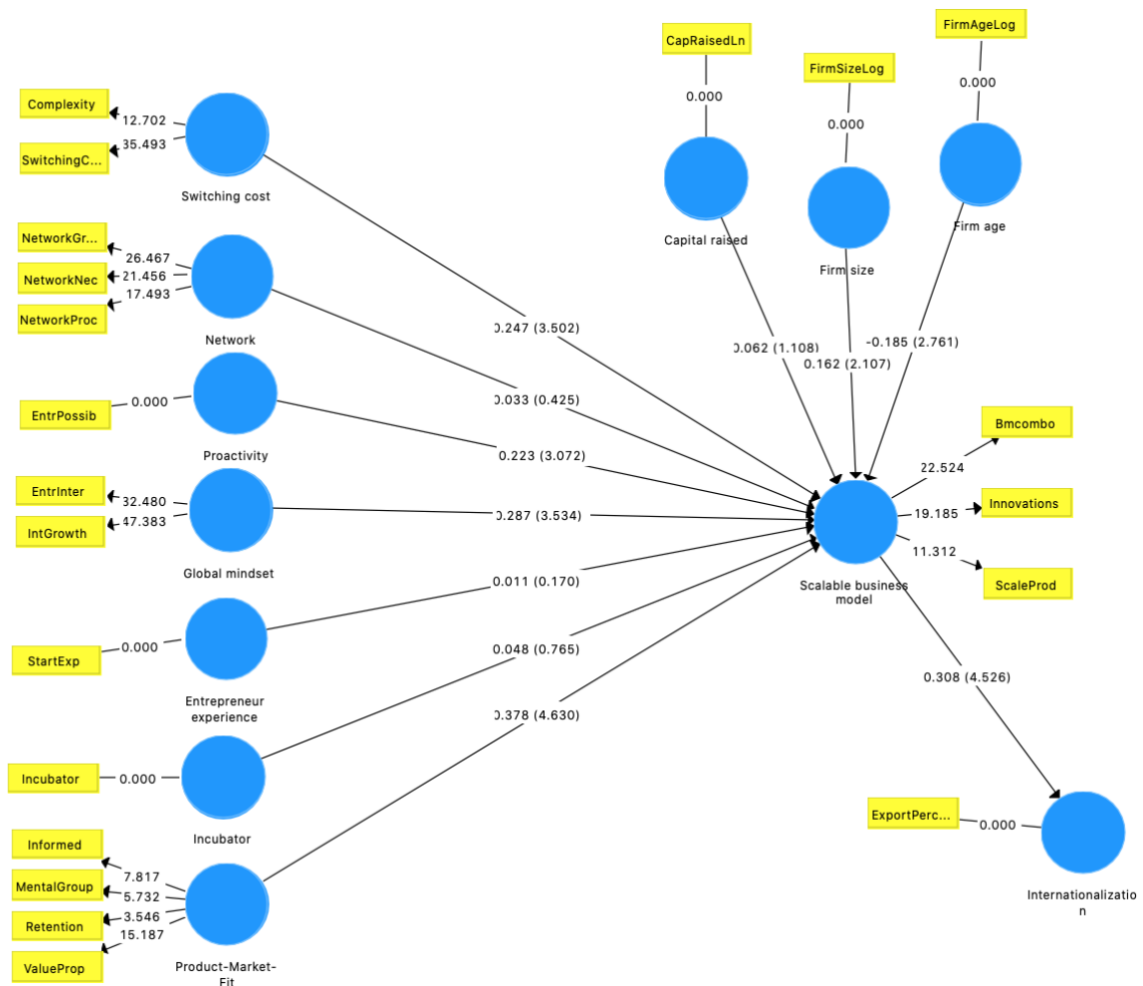 CapRaisedLn
FirmSizeLog
FirmAgeLog
0.000
0.000
0.000
Capital raised
Firm size
Firm age
Complexity
SwitchingC...
12.702
35.493
Switching cost
NetworkGr...
NetworkNec
NetworkProc
26.467
21.456
17.493
Network
EntrPossib
0.000
Proactivity
EntrInter
IntGrowth
32.480
47.383
Global mindset
StartExp
0.000
Entrepreneur
experience
Incubator
0.000
Incubator
Informed
MentalGroup
Retention
ValueProp
7.817
5.732
3.546
15.187
Product-Market-
Fit
0.247 (3.502)
0.033 (0.425)
0.223 (3.072)
0.287 (3.534)
0.011 (0.170)
0.048 (0.765)
0.378 (4.630)
0.062 (1.108)
0.162 (2.107)
-0.185 (2.761)
Scalable business
model
22.524
19.185
11.312
Bmcombo
Innovations
ScaleProd
0.308 (4.526)
ExportPerc...
0.000
Internationalizatio
n